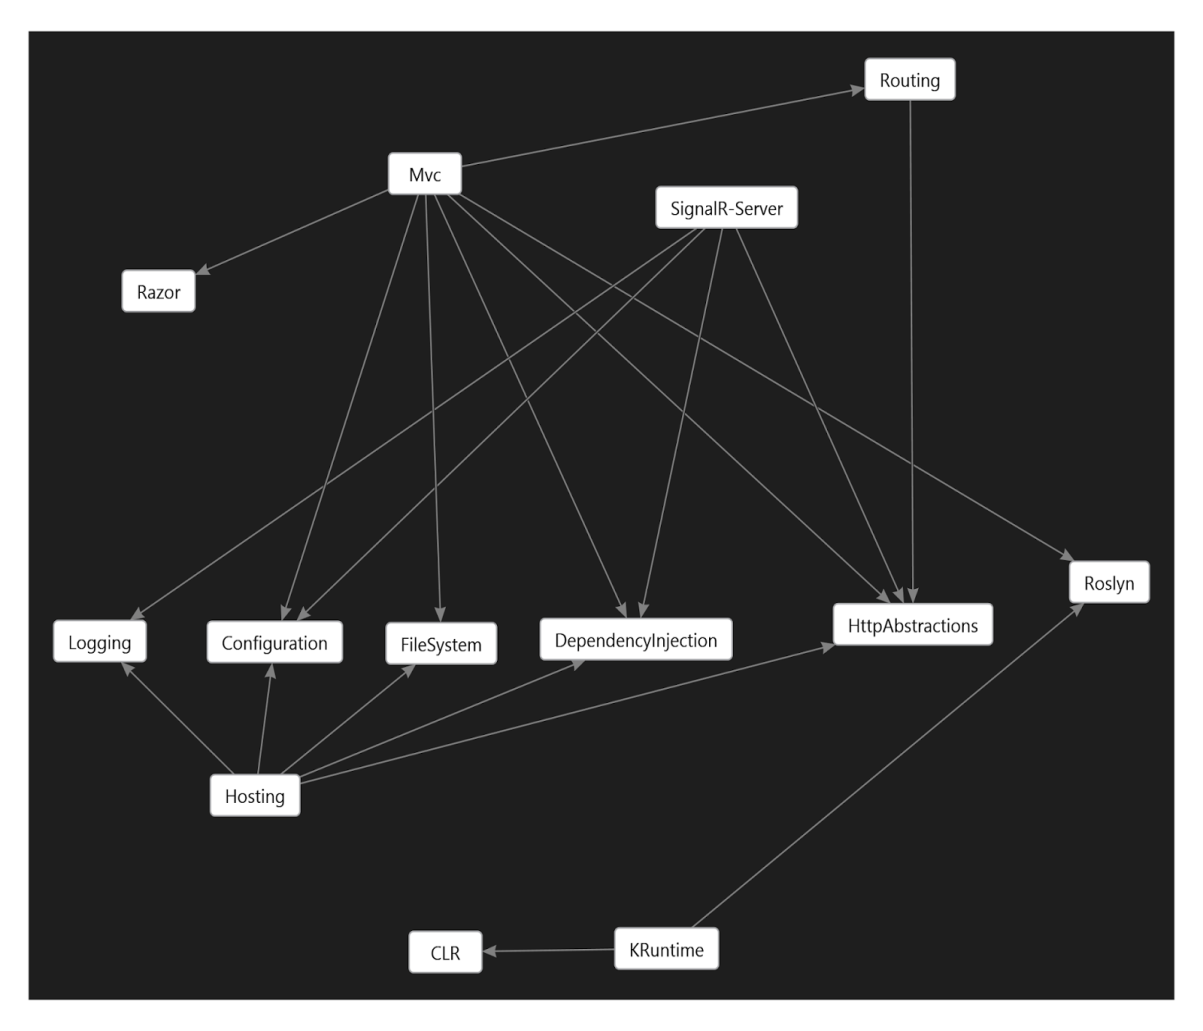 Routing
Mvc
SignalR-Server
Razor
Roslyn
Logging
Configuration
FileSystem
DependencyInjection
HttpAbstractions
Hosting
CLR
KRuntime